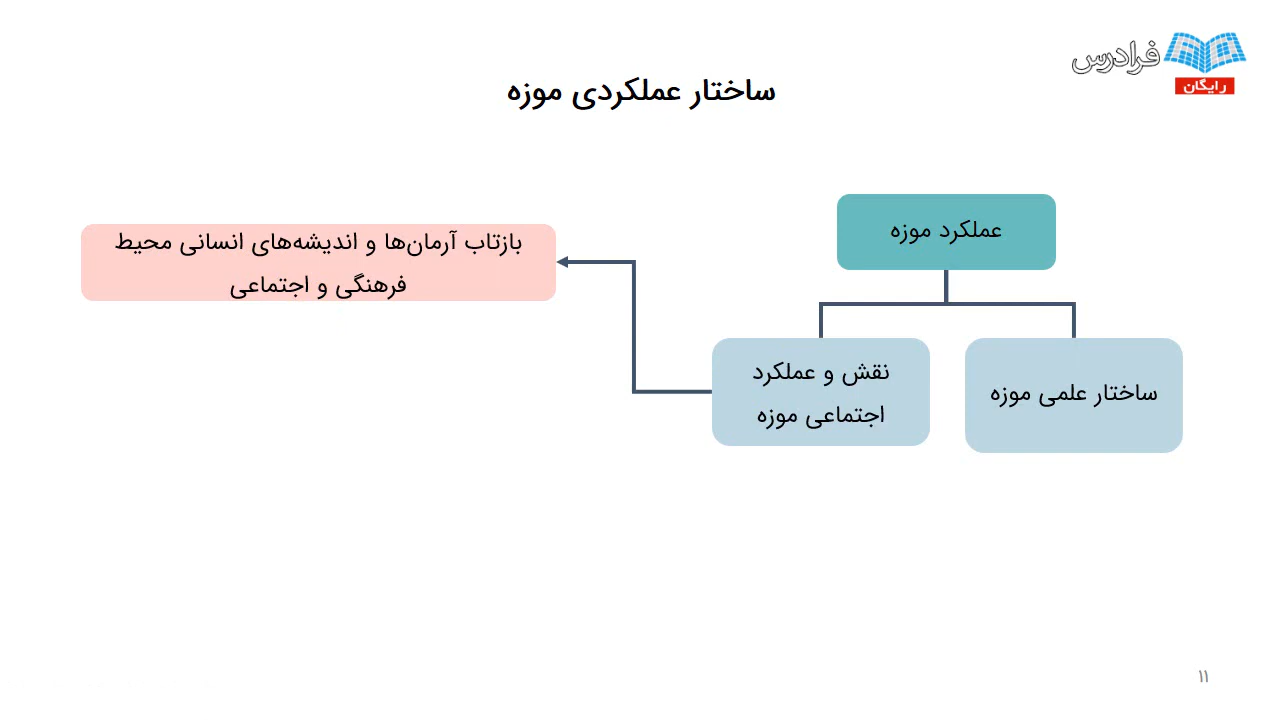 فرادرس
رایگان
ساختار عملکردی موزه
عملکرد موزه
ساختار علمی موزه
نقش و عملکرد
اجتماعی موزه
بازتاب آرمان‌ها و اندیشه‌های انسانی محیط
فرهنگی و اجتماعی
۱۱